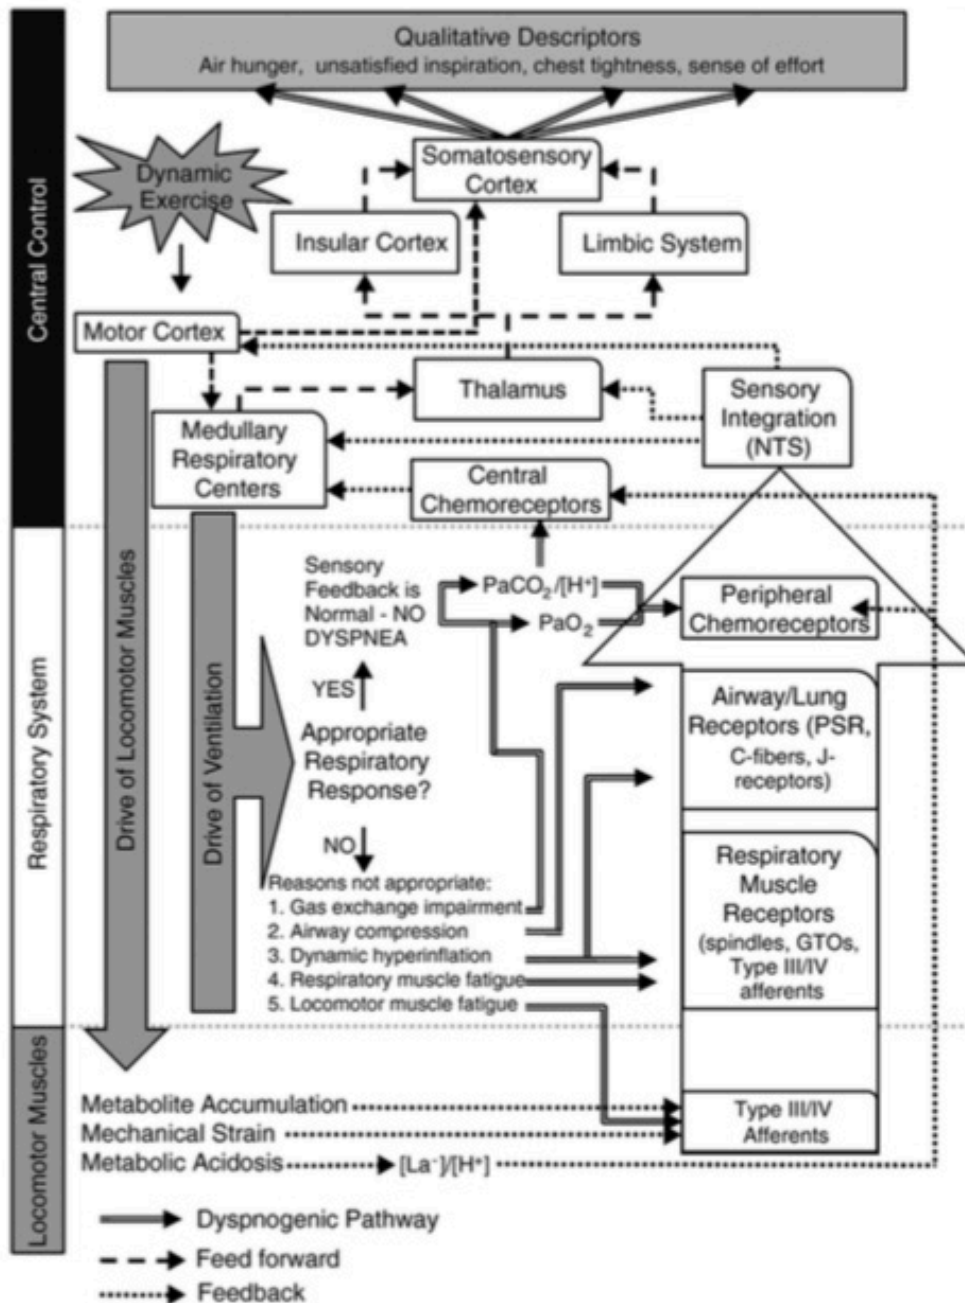 Qualitative Descriptors
Air hunger, unsatisfied inspiration, chest tightness, sense of effort
Central Control
Dynamic
Exercise
Somatosensory
Cortex
Insular Cortex
Limbic System
Motor Cortex
Thalamus
Sensory
Integration
(NTS)
Medullary
Respiratory
Centers
Central
Chemoreceptors
Respiratory System
Drive of Locomotor Muscles
Drive of Ventilation
Sensory
Feedback is
Normal - NO
DYSPNEA
PaCO₂/[H⁺]
PaO₂
Peripheral
Chemoreceptors
YES
Appropriate
Respiratory
Response?
NO
Airway/Lung
Receptors (PSR,
C-fibers, J-
receptors)
Reasons not appropriate:
1. Gas exchange impairment
2. Airway compression
3. Dynamic hyperinflation
4. Respiratory muscle fatigue
5. Locomotor muscle fatigue
Respiratory
Muscle
Receptors
(spindles, GTOs,
Type III/IV
afferents
Locomotor Muscles
Metabolite Accumulation
Mechanical Strain
Metabolic Acidosis
[La⁻]/[H⁺]
Type III/IV
Afferents
Dyspnogenic Pathway
Feed forward
Feedback